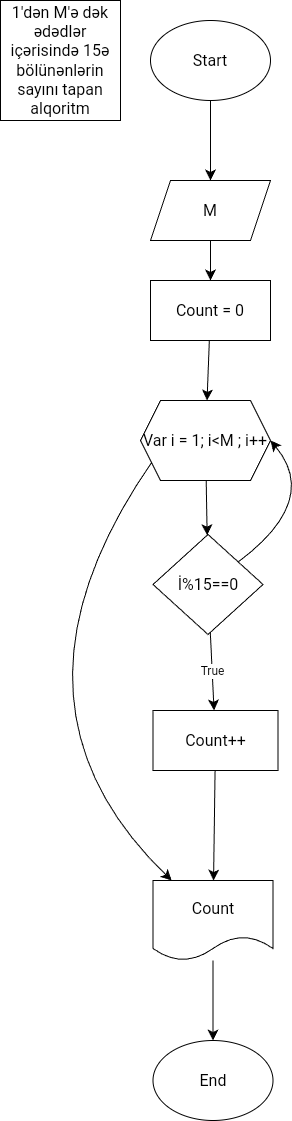 1'dən M'ə dək
ədədlər
içərisində 15ə
bölünənlərin
sayını tapan
alqoritm
Start
M
Count = 0
Var i = 1; i<M ; i++
İ%15==0
True
Count++
Count
End